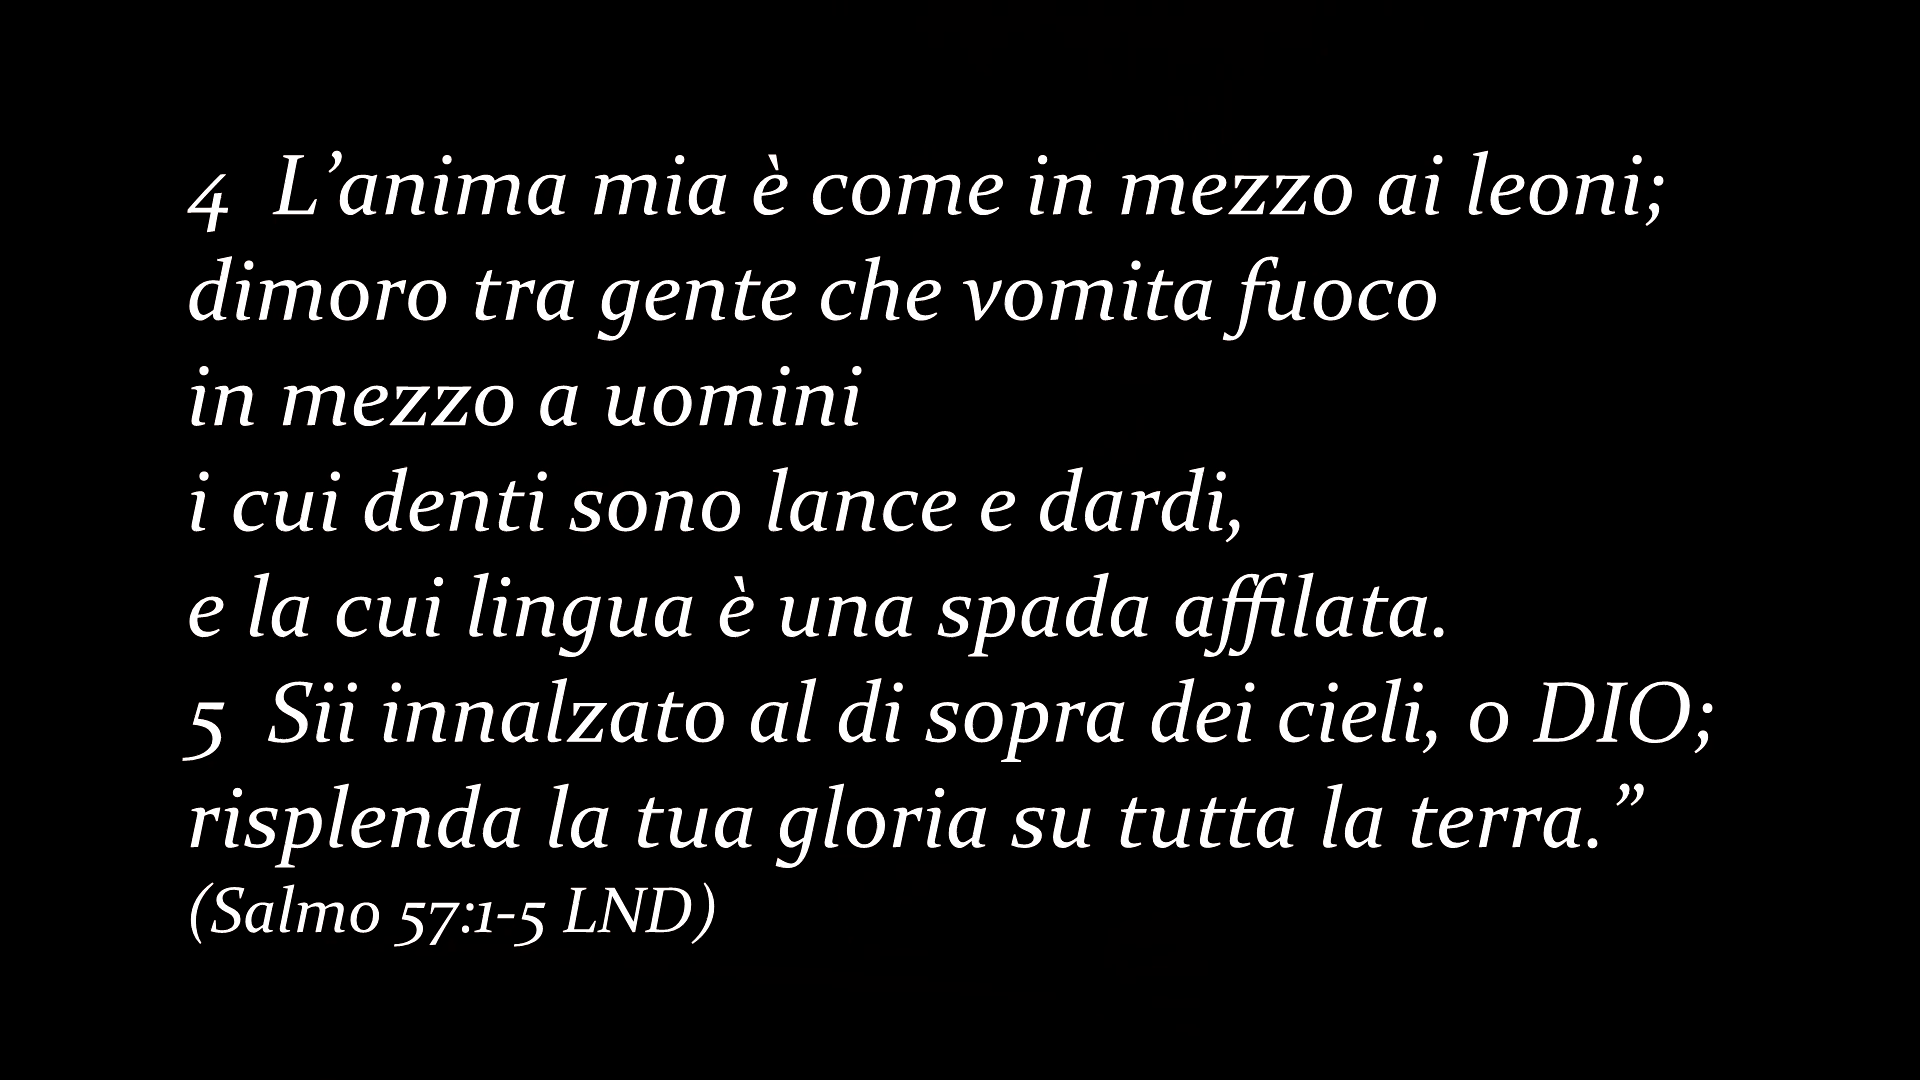 4 L’anima mia è come in mezzo ai leoni;
dimoro tra gente che vomita fuoco
in mezzo a uomini
i cui denti sono lance e dardi,
e la cui lingua è una spada affilata.
5 Sii innalzato al di sopra dei cieli, o DIO;
risplenda la tua gloria su tutta la terra.”
(Salmo 57:1-5 LND)